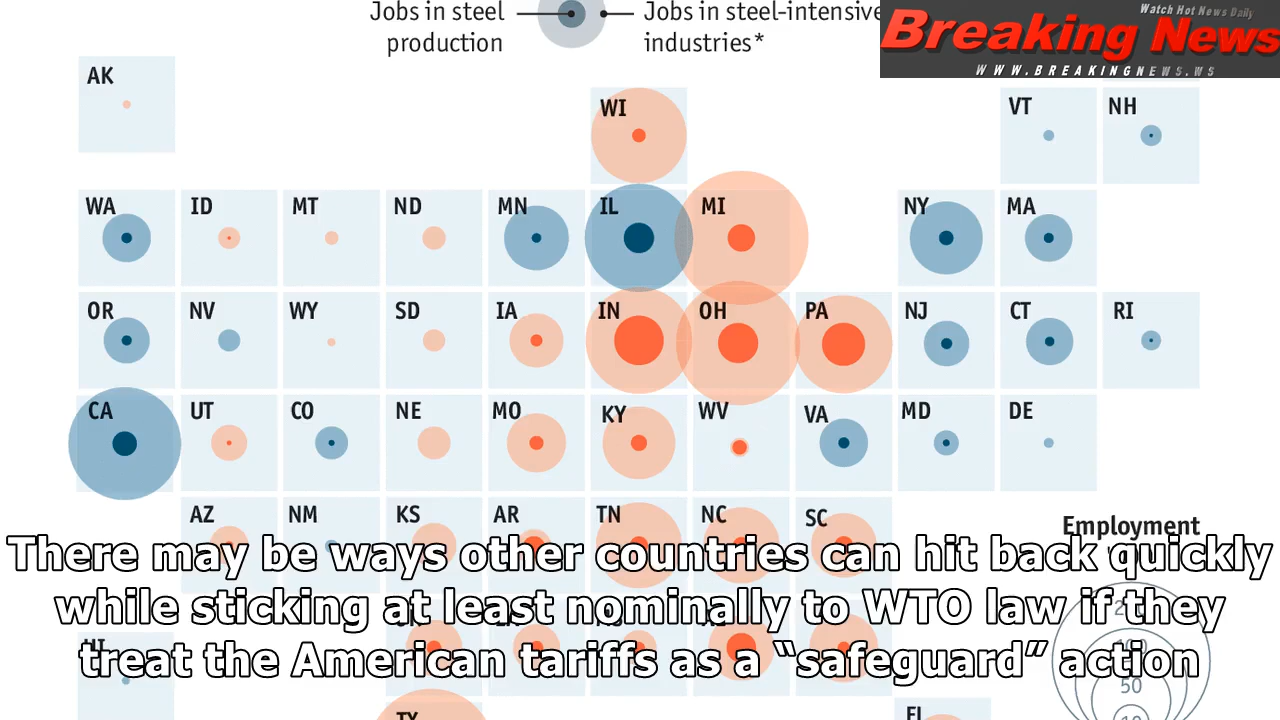 Jobs in steel
production
Jobs in steel-intensive
industries*
Watch Hot News Daily
Breaking News
WWW.BREAKINGNEWS.WS
AK
WI
VT
NH
WA
ID
MT
ND
MN
IL
MI
NY
MA
OR
NV
WY
SD
IA
IN
OH
PA
NJ
CT
RI
CA
UT
CO
NE
MO
KY
WV
VA
MD
DE
AZ
NM
KS
AR
TN
NC
SC
Employment
There may be ways other countries can hit back quickly
while sticking at least nominally to WTO law if they
treat the American tariffs as a “safeguard” action
HI
50
10
TX
FL